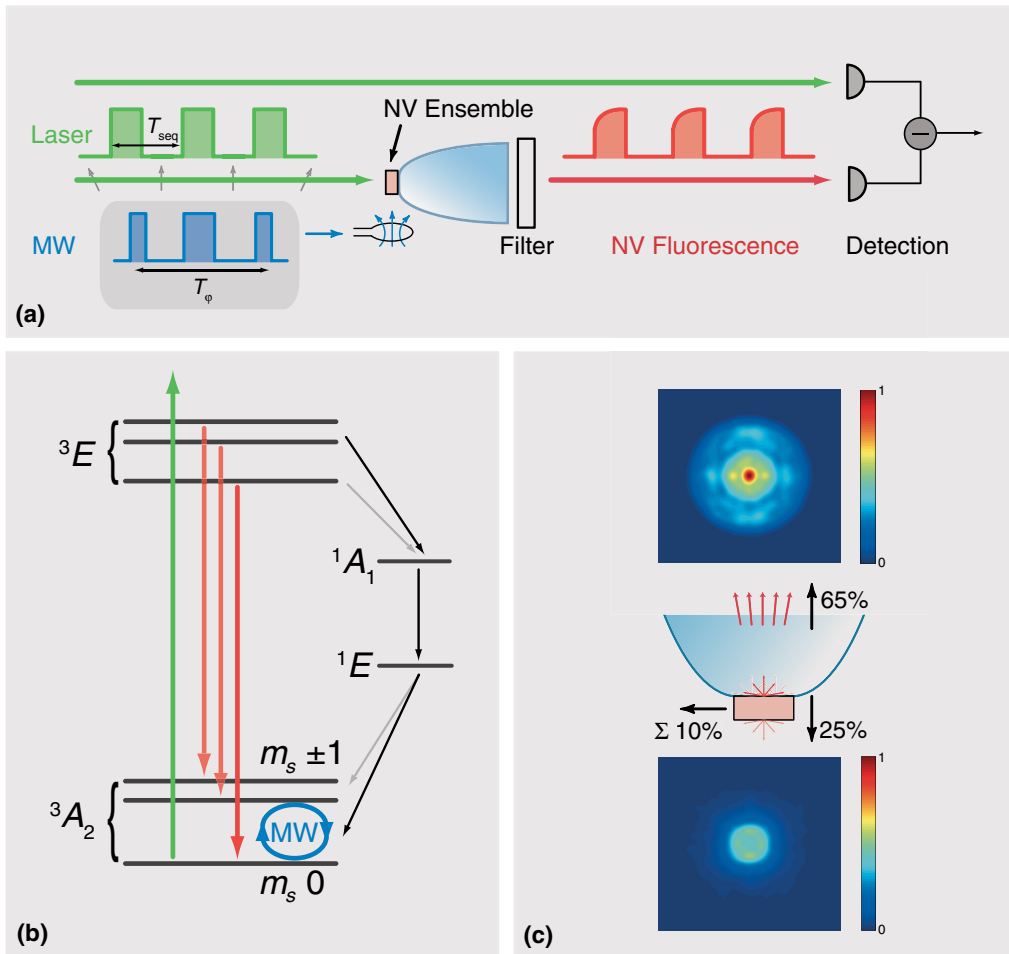 NV Ensemble
Laser
T_seq
MW
T_φ
Filter
NV Fluorescence
Detection
(a)
³E
¹A₁
¹E
m_s ±1
³A₂
MW
m_s 0
(b)
1
0
65%
Σ 10%
25%
1
0
(c)